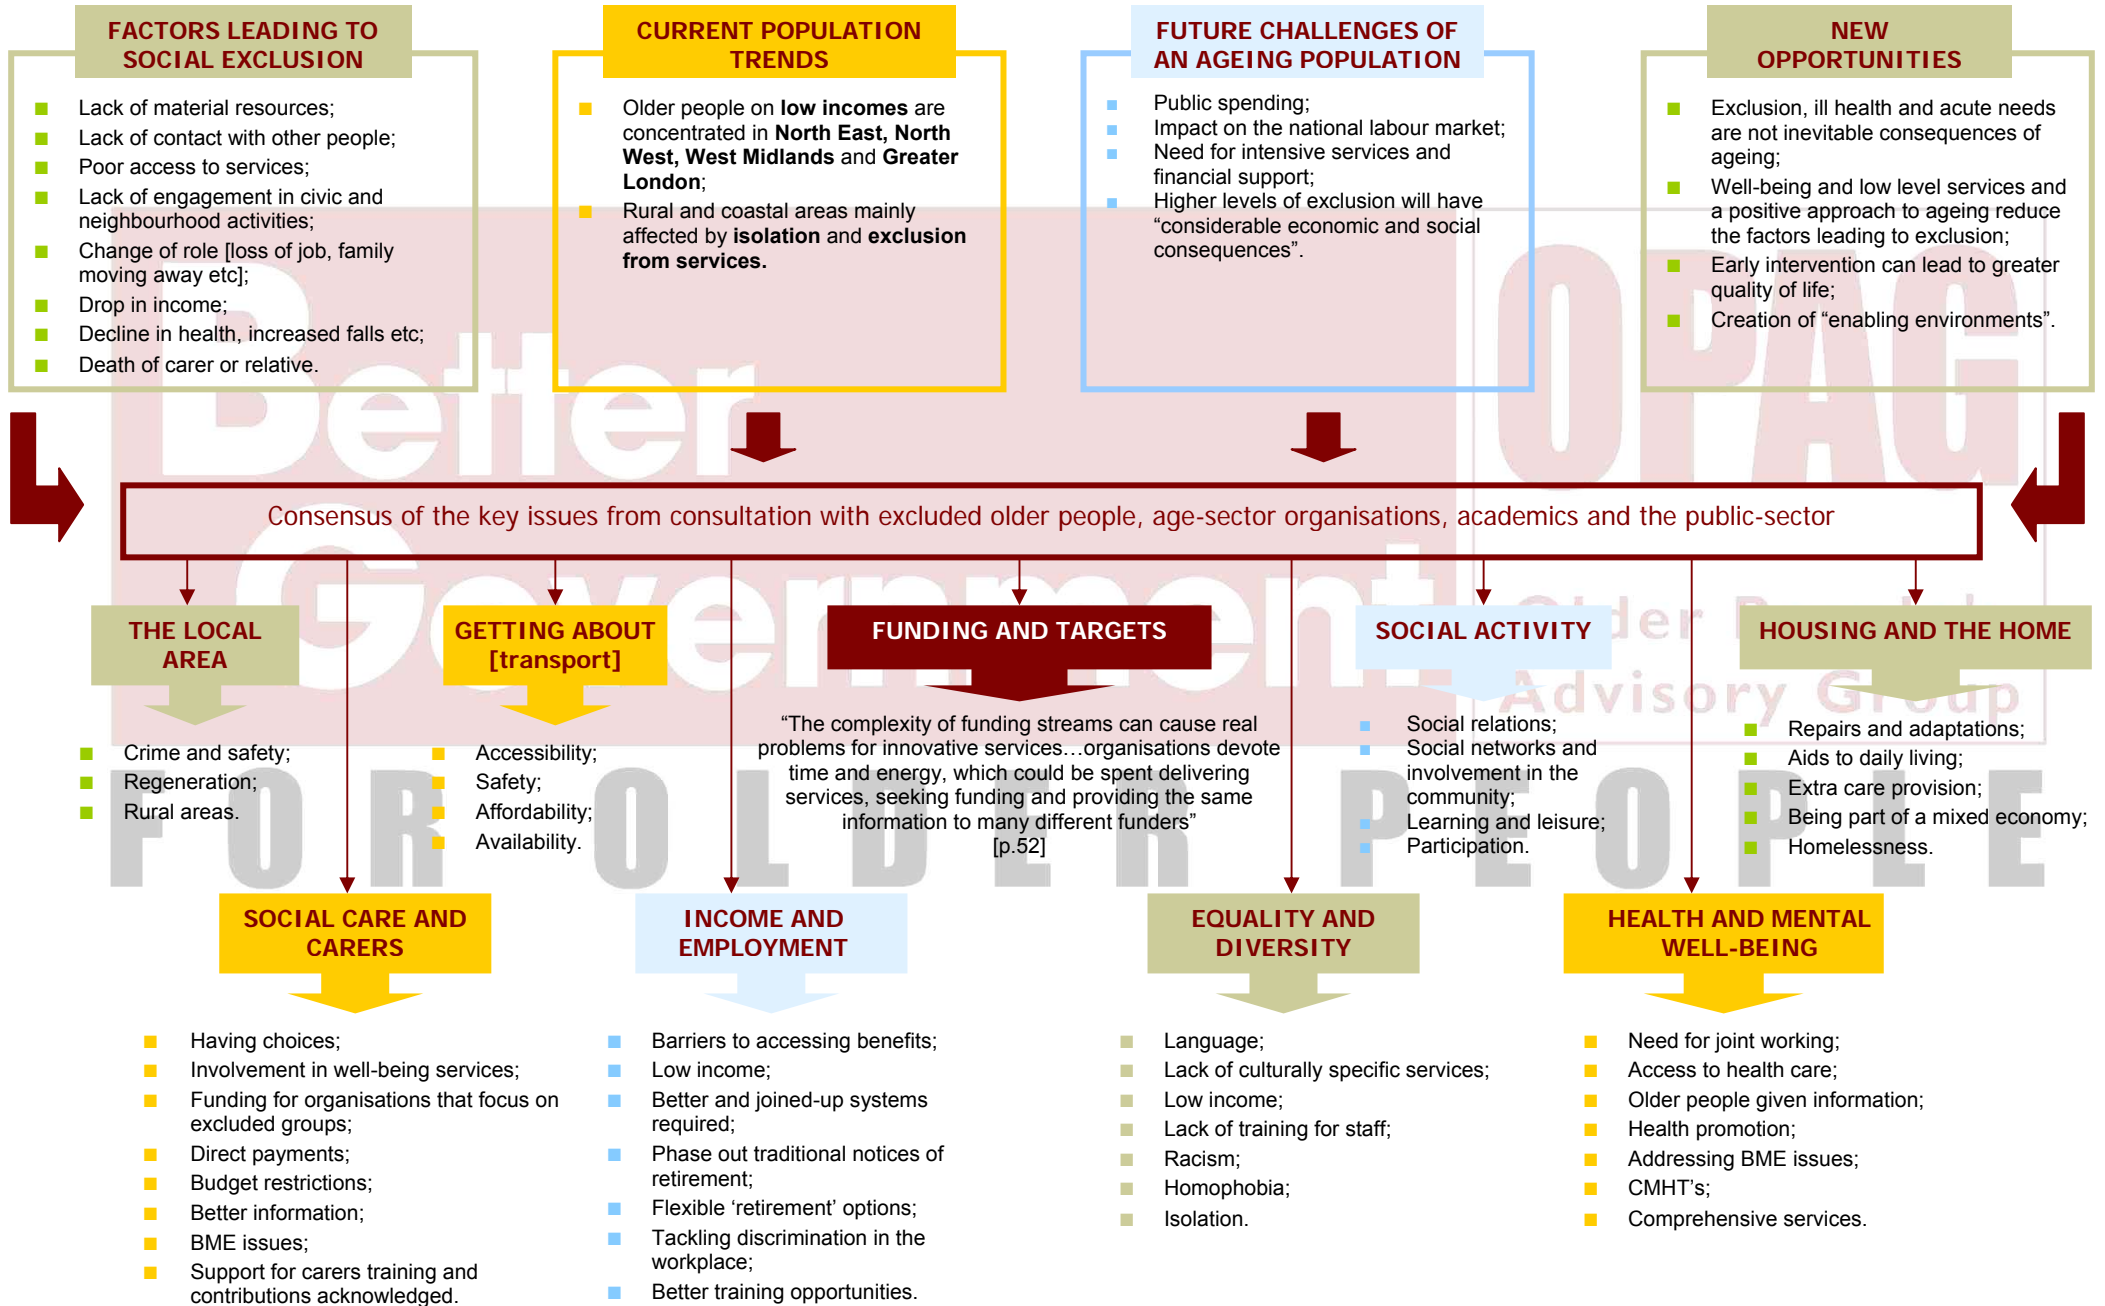 FACTORS LEADING TO
SOCIAL EXCLUSION
Lack of material resources;
Lack of contact with other people;
Poor access to services;
Lack of engagement in civic and
neighbourhood activities;
Change of role [loss of job, family
moving away etc];
Drop in income;
Decline in health, increased falls etc;
Death of carer or relative.
CURRENT POPULATION
TRENDS
Older people on low incomes are
concentrated in North East, North
West, West Midlands and Greater
London;
Rural and coastal areas mainly
affected by isolation and exclusion
from services.
FUTURE CHALLENGES OF
AN AGEING POPULATION
Public spending;
Impact on the national labour market;
Need for intensive services and
financial support;
Higher levels of exclusion will have
“considerable economic and social
consequences”.
NEW
OPPORTUNITIES
Exclusion, ill health and acute needs
are not inevitable consequences of
ageing;
Well-being and low level services and
a positive approach to ageing reduce
the factors leading to exclusion;
Early intervention can lead to greater
quality of life;
Creation of “enabling environments”.
Better
Government
FOR OLDER PEOPLE
OPAG
Advisory Group
Consensus of the key issues from consultation with excluded older people, age-sector organisations, academics and the public-sector
THE LOCAL
AREA
Crime and safety;
Regeneration;
Rural areas.
GETTING ABOUT
[transport]
Accessibility;
Safety;
Affordability;
Availability.
FUNDING AND TARGETS
“The complexity of funding streams can cause real
problems for innovative services…organisations devote
time and energy, which could be spent delivering
services, seeking funding and providing the same
information to many different funders”
[p.52]
SOCIAL ACTIVITY
Social relations;
Social networks and
involvement in the
community;
Learning and leisure;
Participation.
HOUSING AND THE HOME
Repairs and adaptations;
Aids to daily living;
Extra care provision;
Being part of a mixed economy;
Homelessness.
SOCIAL CARE AND
CARERS
Having choices;
Involvement in well-being services;
Funding for organisations that focus on
excluded groups;
Direct payments;
Budget restrictions;
Better information;
BME issues;
Support for carers training and
contributions acknowledged.
INCOME AND
EMPLOYMENT
Barriers to accessing benefits;
Low income;
Better and joined-up systems
required;
Phase out traditional notices of
retirement;
Flexible ‘retirement’ options;
Tackling discrimination in the
workplace;
Better training opportunities.
EQUALITY AND
DIVERSITY
Language;
Lack of culturally specific services;
Low income;
Lack of training for staff;
Racism;
Homophobia;
Isolation.
HEALTH AND MENTAL
WELL-BEING
Need for joint working;
Access to health care;
Older people given information;
Health promotion;
Addressing BME issues;
CMHT's;
Comprehensive services.